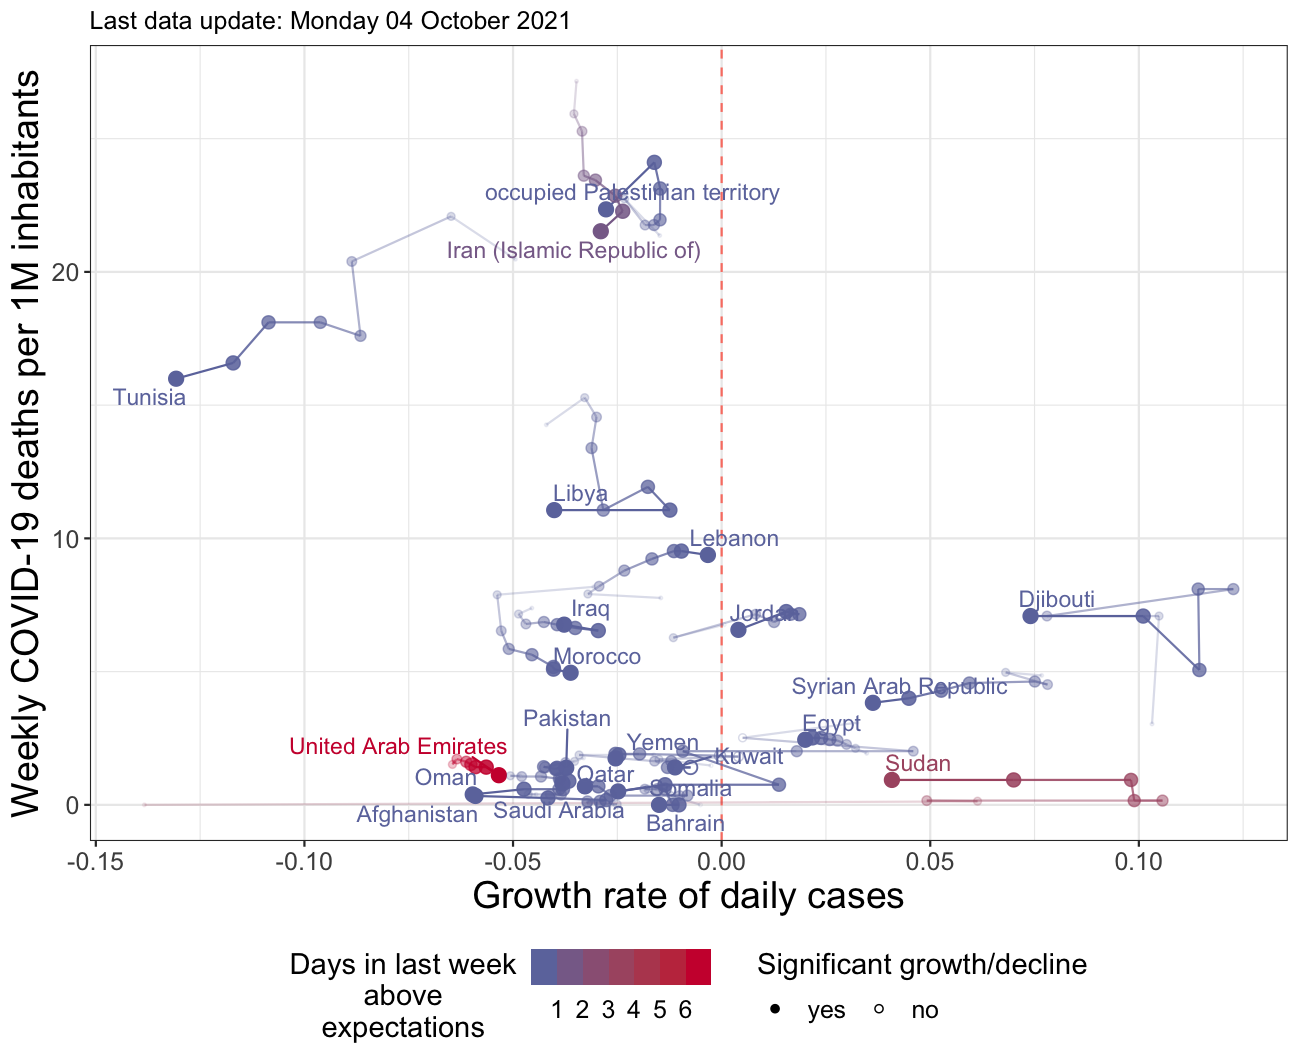 Last data update: Monday 04 October 2021
Weekly COVID-19 deaths per 1M inhabitants
20
10
0
occupied Palestinian territory
Iran (Islamic Republic of)
Tunisia
Libya
Lebanon
Iraq
Jordan
Djibouti
Morocco
Syrian Arab Republic
Pakistan
Egypt
United Arab Emirates
Yemen
Kuwait
Sudan
Oman
Qatar
Somalia
Afghanistan
Saudi Arabia
Bahrain
-0.15
-0.10
-0.05
0.00
0.05
0.10
Growth rate of daily cases
Days in last week
above
expectations
1 2 3 4 5 6
Significant growth/decline
yes
no